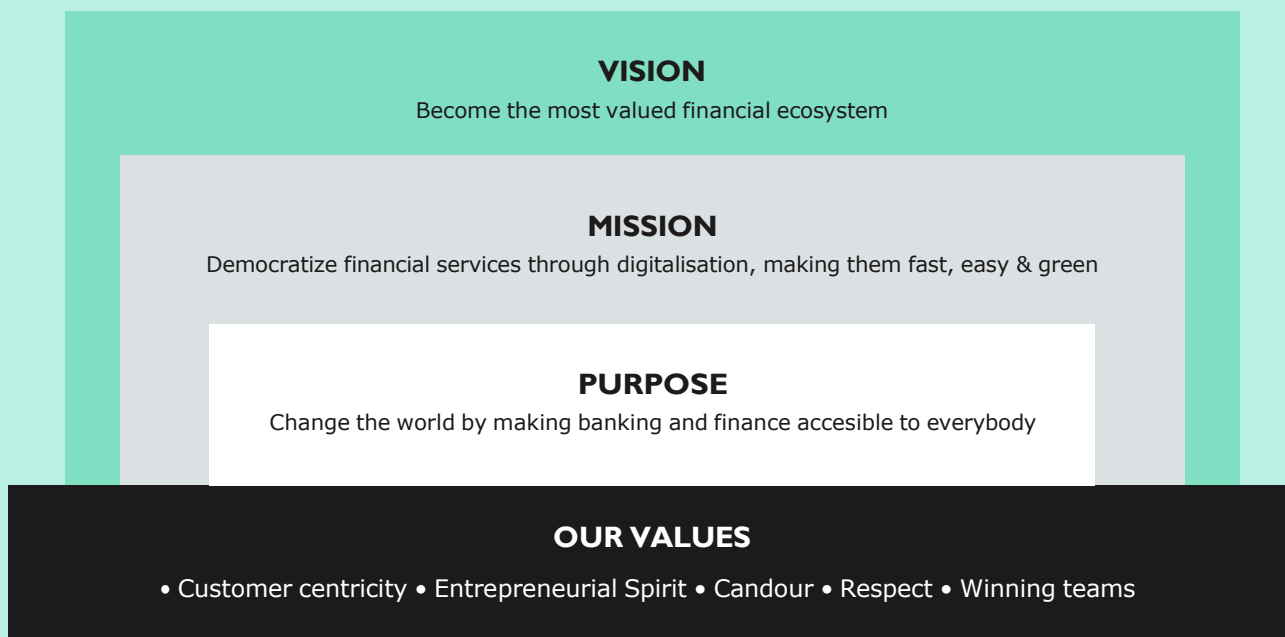 VISION
Become the most valued financial ecosystem
MISSION
Democratize financial services through digitalisation, making them fast, easy & green
PURPOSE
Change the world by making banking and finance accesible to everybody
OUR VALUES
• Customer centricity • Entrepreneurial Spirit • Candour • Respect • Winning teams